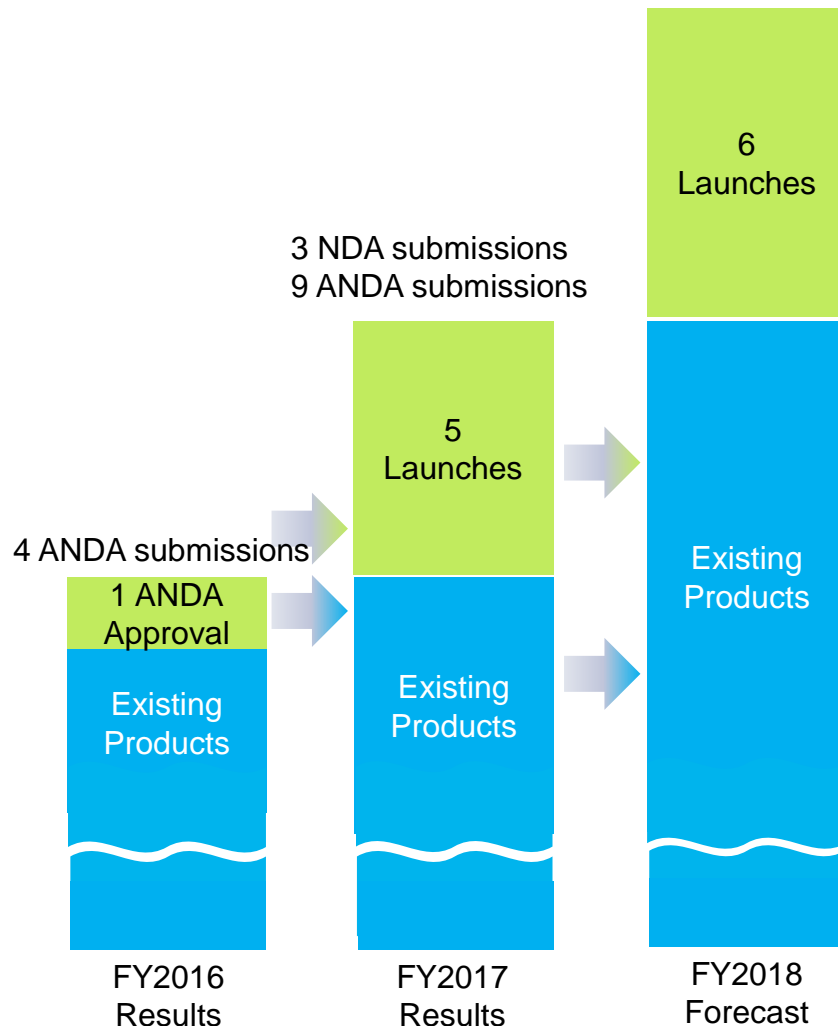 6
Launches
3 NDA submissions
9 ANDA submissions
5
Launches
4 ANDA submissions
1 ANDA
Approval
Existing
Products
Existing
Products
Existing
Products
FY2016
Results
FY2017
Results
FY2018
Forecast